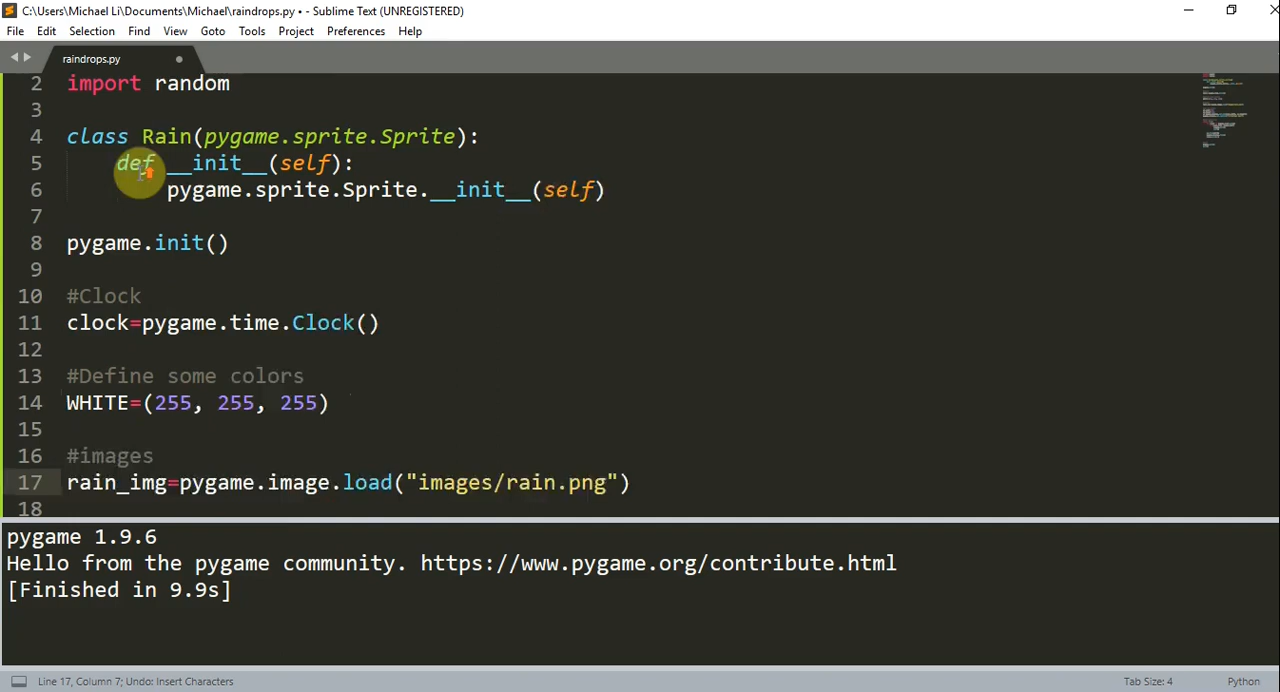 C:\Users\Michael Li\Documents\Michael\raindrops.py • - Sublime Text (UNREGISTERED)
File Edit Selection Find View Goto Tools Project Preferences Help
raindrops.py
2 import random
3
4 class Rain(pygame.sprite.Sprite):
5 def __init__(self):
6 pygame.sprite.Sprite.__init__(self)
7
8 pygame.init()
9
10 #Clock
11 clock=pygame.time.Clock()
12
13 #Define some colors
14 WHITE=(255, 255, 255)
15
16 #images
17 rain_img=pygame.image.load("images/rain.png")
18
pygame 1.9.6
Hello from the pygame community. https://www.pygame.org/contribute.html
[Finished in 9.9s]
Line 17, Column 7; Undo: Insert Characters Tab Size: 4 Python